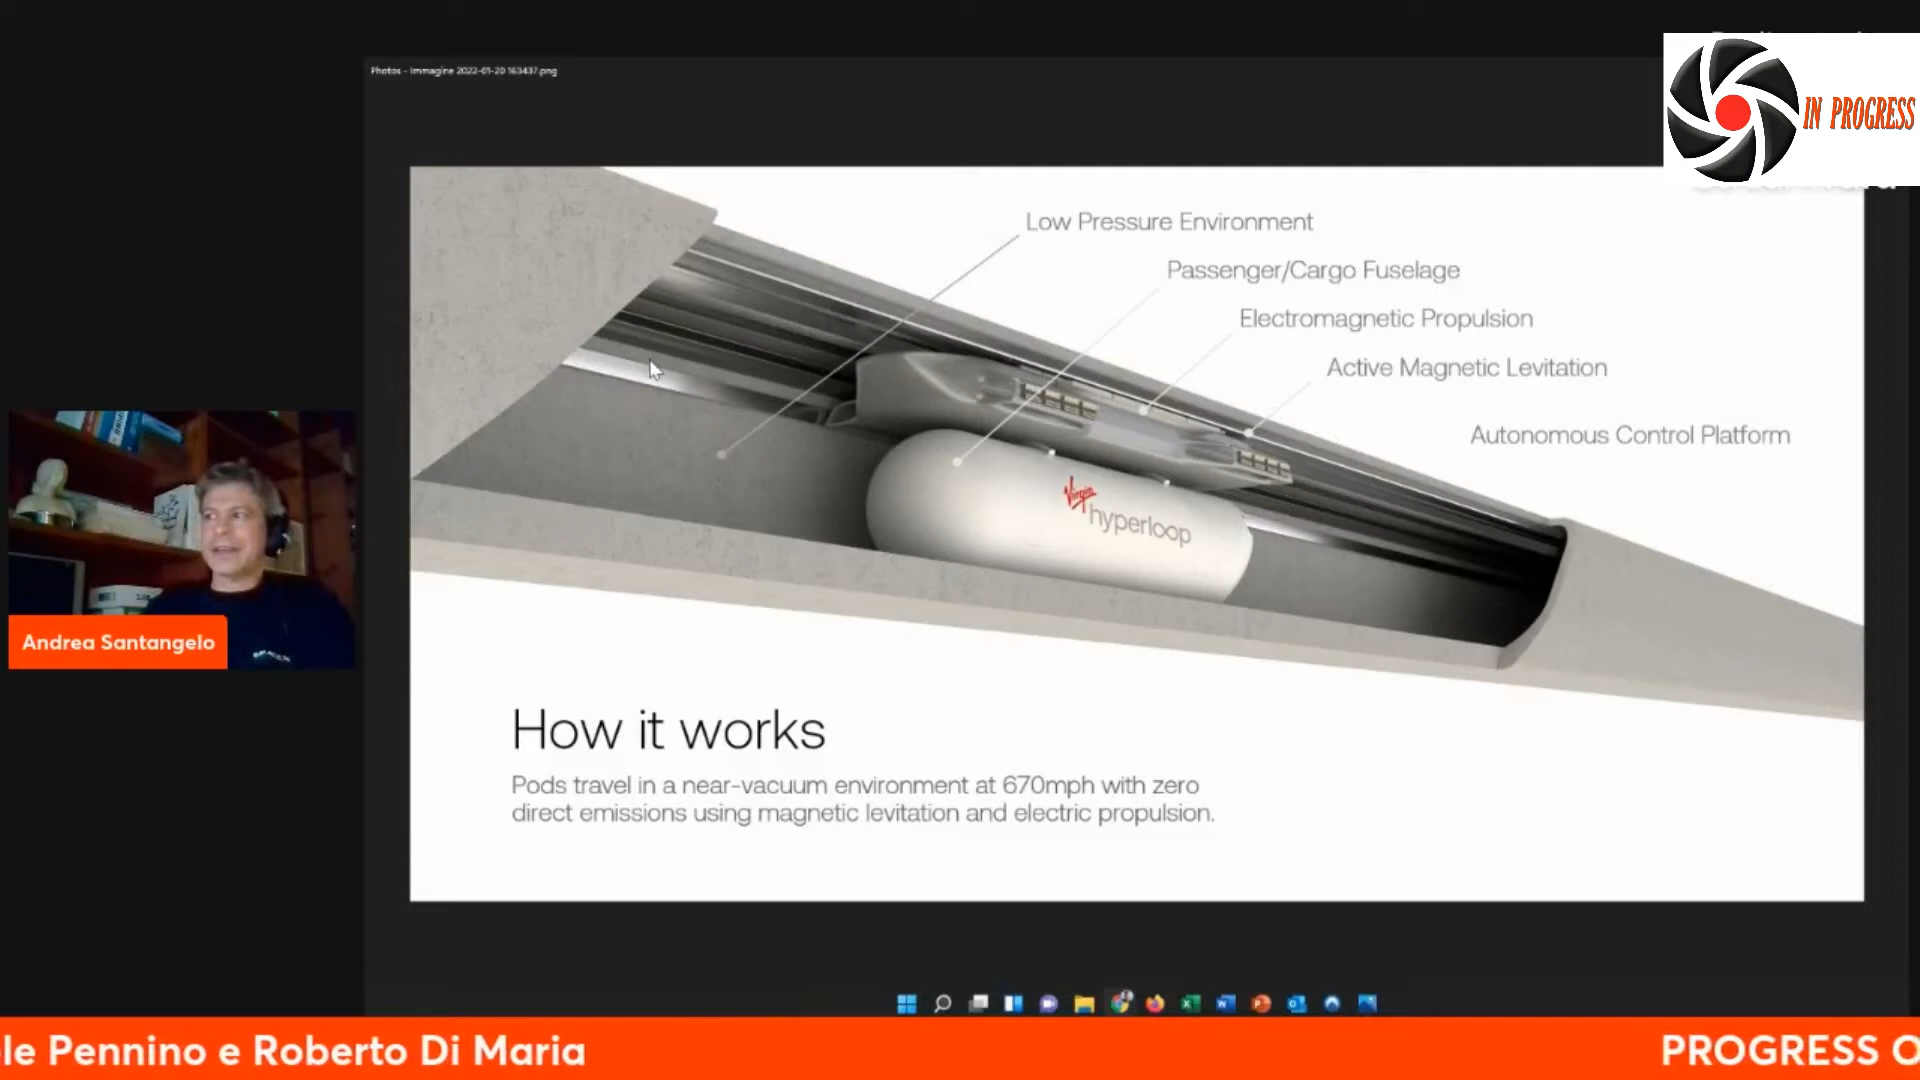 Photos - Immagine 2022-01-20 163437.png
IN PROGRESS
Low Pressure Environment
Passenger/Cargo Fuselage
Electromagnetic Propulsion
Active Magnetic Levitation
Autonomous Control Platform
Virgin
hyperloop
Andrea Santangelo
How it works
Pods travel in a near-vacuum environment at 670mph with zero
direct emissions using magnetic levitation and electric propulsion.
le Pennino e Roberto Di Maria
PROGRESS